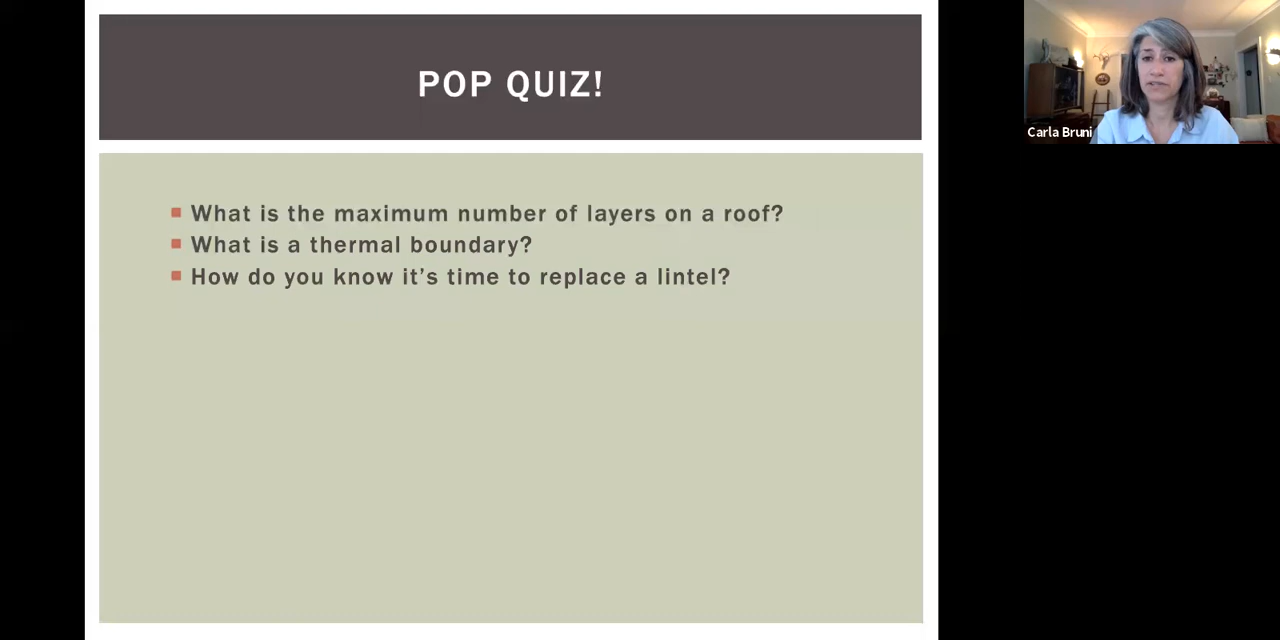 POP QUIZ!
What is the maximum number of layers on a roof?
What is a thermal boundary?
How do you know it's time to replace a lintel?
Carla Bruni